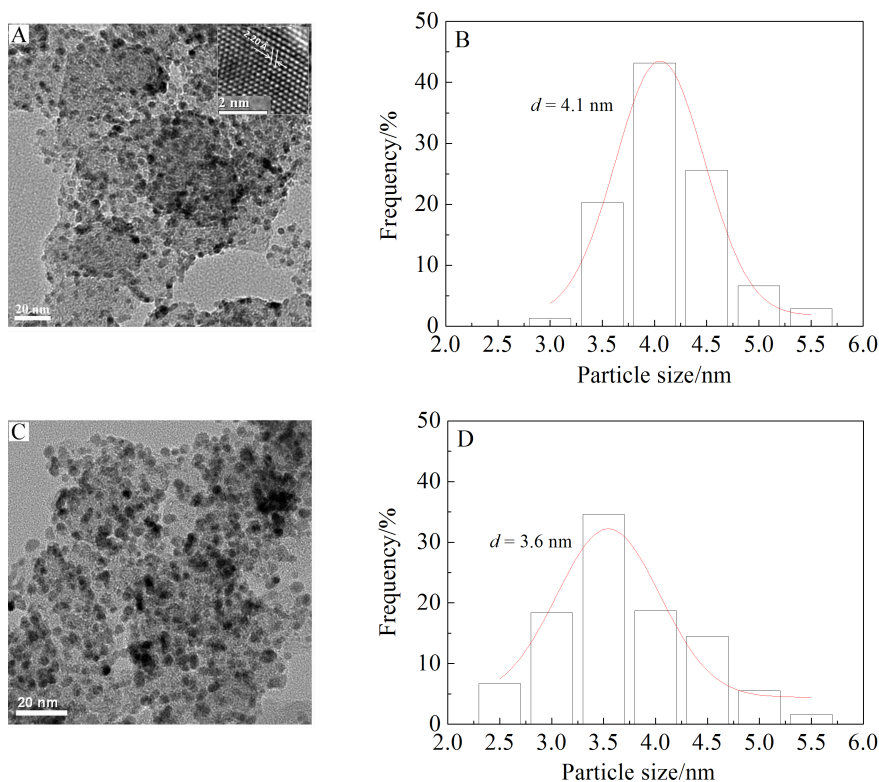 A
2.20 Å
2 nm
20 nm
B
d = 4.1 nm
Frequency/%
50
40
30
20
10
0
2.0 2.5 3.0 3.5 4.0 4.5 5.0 5.5 6.0
Particle size/nm
C
20 nm
D
d = 3.6 nm
Frequency/%
50
40
30
20
10
0
2.0 2.5 3.0 3.5 4.0 4.5 5.0 5.5 6.0
Particle size/nm